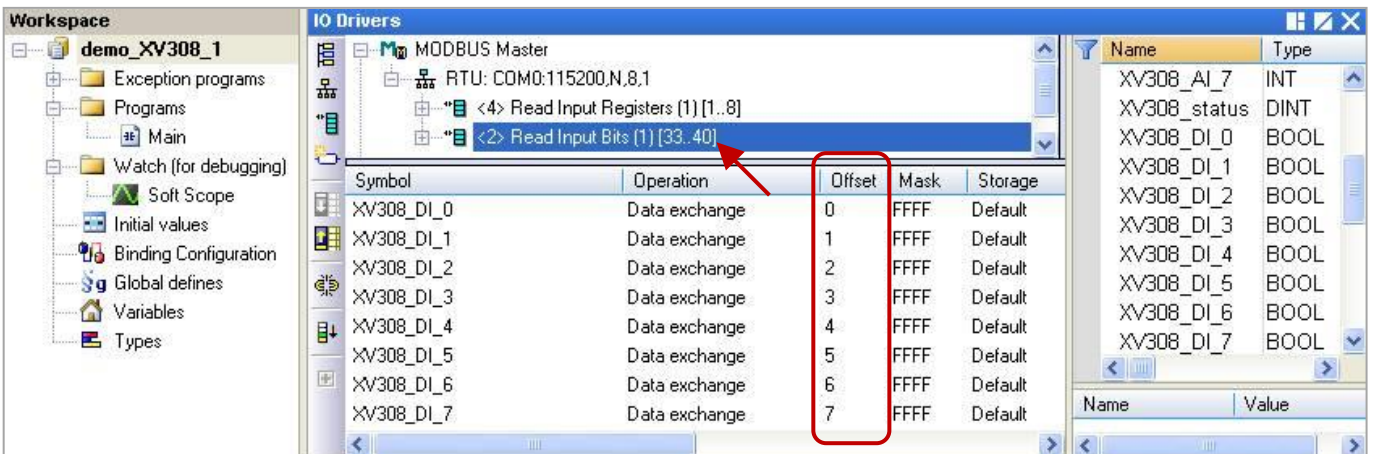 Workspace
demo_XV308_1
Exception programs
Programs
Main
Watch (for debugging)
Soft Scope
Initial values
Binding Configuration
Global defines
Variables
Types
IO Drivers
MODBUS Master
RTU: COM0:115200,N,8,1
<4> Read Input Registers (1) [1..8]
<2> Read Input Bits (1) [33..40]
Symbol Operation Offset Mask Storage
XV308_DI_0 Data exchange 0 FFFF Default
XV308_DI_1 Data exchange 1 FFFF Default
XV308_DI_2 Data exchange 2 FFFF Default
XV308_DI_3 Data exchange 3 FFFF Default
XV308_DI_4 Data exchange 4 FFFF Default
XV308_DI_5 Data exchange 5 FFFF Default
XV308_DI_6 Data exchange 6 FFFF Default
XV308_DI_7 Data exchange 7 FFFF Default
Name Type
XV308_AI_7 INT
XV308_status DINT
XV308_DI_0 BOOL
XV308_DI_1 BOOL
XV308_DI_2 BOOL
XV308_DI_3 BOOL
XV308_DI_4 BOOL
XV308_DI_5 BOOL
XV308_DI_6 BOOL
XV308_DI_7 BOOL
Name Value